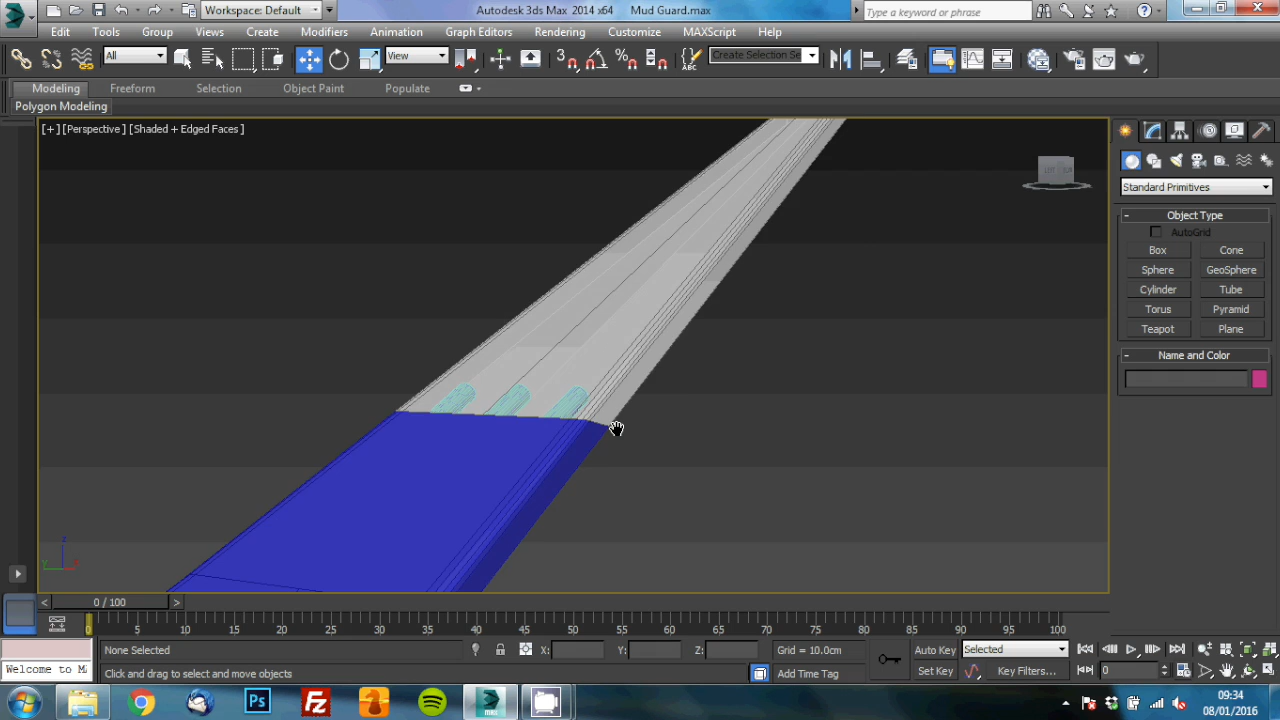 Workspace: Default
Autodesk 3ds Max 2014 x64
Mud Guard.max
Type a keyword or phrase
Edit Tools Group Views Create Modifiers Animation Graph Editors Rendering Customize MAXScript Help
All
View
3
Create Selection Se
Modeling Freeform Selection Object Paint Populate
Polygon Modeling
[+] [Perspective] [Shaded + Edged Faces]
Standard Primitives
- Object Type
AutoGrid
Box Cone
Sphere GeoSphere
Cylinder Tube
Torus Pyramid
Teapot Plane
- Name and Color
z
y x
< 0 / 100 >
0 5 10 15 20 25 30 35 40 45 50 55 60 65 70 75 80 85 90 95 100
None Selected
X: Y: Z:
Grid = 10.0cm
Auto Key
Selected
Welcome to M
Click and drag to select and move objects
Add Time Tag
Set Key
Key Filters...
0
Ps
Fz
MAX
09:34
08/01/2016